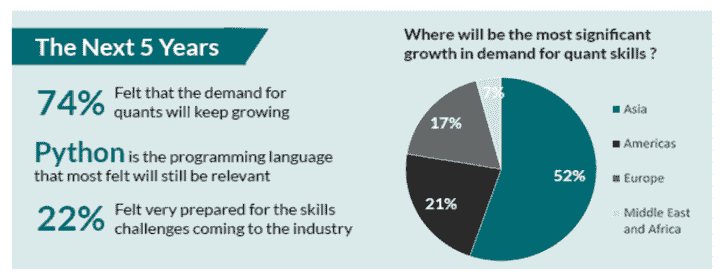 The Next 5 Years
74% Felt that the demand for
quants will keep growing
Python is the programming language
that most felt will still be relevant
22% Felt very prepared for the skills
challenges coming to the industry
Where will be the most significant
growth in demand for quant skills ?
7%
17%
52%
21%
Asia
Americas
Europe
Middle East
and Africa